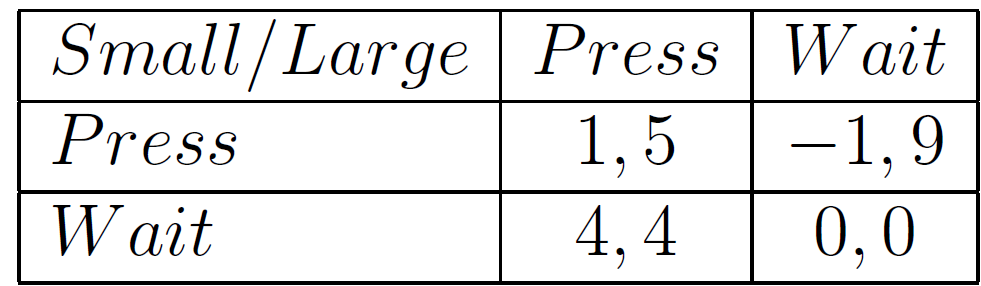 Small/Large Press Wait
Press 1, 5 −1, 9
Wait 4, 4 0, 0